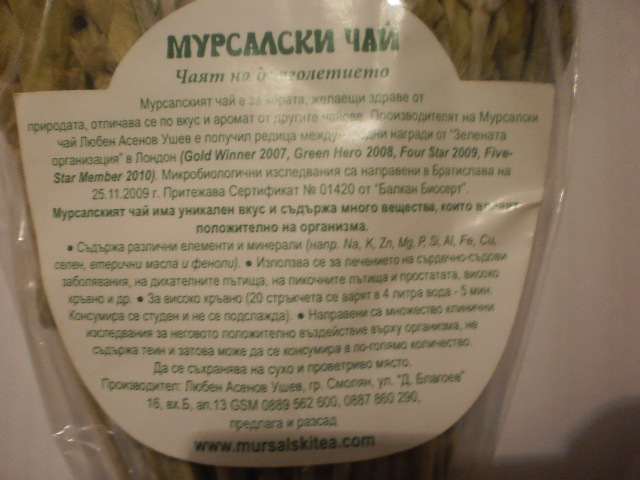 МУРСАЛСКИ ЧАЙ
Чаят на дълголетието
Мурсалският чай е за хората, желаещи здраве от
природата, отличава се по вкус и аромат от другите чайове. Производителят на Мурсалски
чай Любен Асенов Ушев е получил редица международни награди от "Зелената
организация" в Лондон (Gold Winner 2007, Green Hero 2008, Four Star 2009, Five-
Star Member 2010). Микробиологични изследвания са направени в Братислава на
25.11.2009 г. Притежава Сертификат № 01420 от "Балкан Биосерт".
Мурсалският чай има уникален вкус и съдържа много вещества, които влияят
положително на организма.
● Съдържа различни елементи и минерали (напр. Na, K, Zn, Mg, P, Si, Al, Fe, Cu,
селен, етерични масла и феноли). ● Използва се за лечението на сърдечно-съдови
заболявания, на дихателните пътища, на пикочните пътища и простатата, високо
кръвно и др. ● За високо кръвно (20 стръкчета се варят в 4 литра вода - 5 мин.
Консумира се студен и не се подслажда). ● Направени са множество клинични
изследвания за неговото положително въздействие върху организма, не
съдържа теин и затова може да се консумира в по-голямо количество.
Да се съхранява на сухо и проветриво място.
Производител: Любен Асенов Ушев, гр. Смолян, ул. "Д. Благоев"
16, вх.Б, ап.13 GSM 0889 562 600, 0887 860 290,
предлага и разсад
www.mursalskitea.com